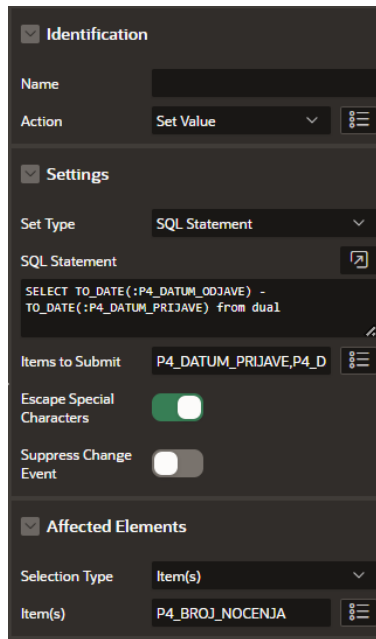 Identification
Name
Action Set Value
Settings
Set Type SQL Statement
SQL Statement
SELECT TO_DATE(:P4_DATUM_ODJAVE) -
TO_DATE(:P4_DATUM_PRIJAVE) from dual
Items to Submit P4_DATUM_PRIJAVE,P4_D
Escape Special
Characters
Suppress Change
Event
Affected Elements
Selection Type Item(s)
Item(s) P4_BROJ_NOCENJA